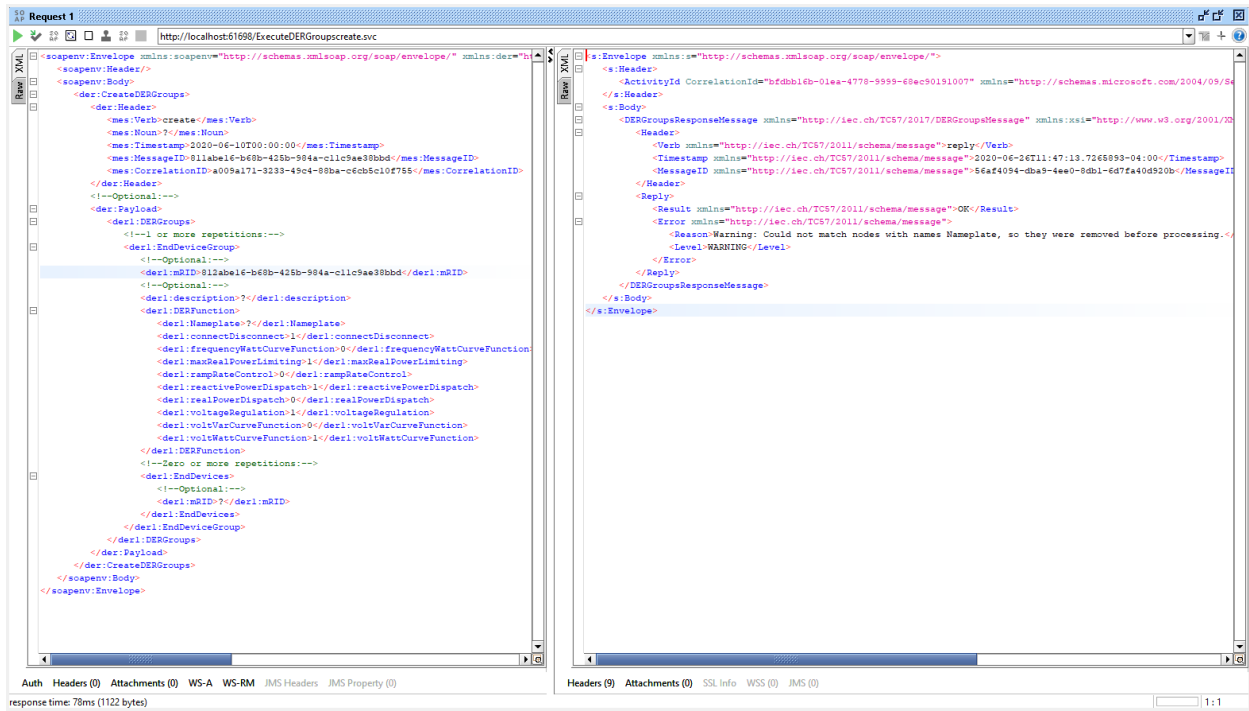 SO AP Request 1
http://localhost:61698/ExecuteDERGroupscreate.svc
XML
Raw
<soapenv:Envelope xmlns:soapenv="http://schemas.xmlsoap.org/soap/envelope/" xmlns:der="ht
<soapenv:Header/>
<soapenv:Body>
<der:CreateDERGroups>
<der:Header>
<mes:Verb>create</mes:Verb>
<mes:Noun>?</mes:Noun>
<mes:Timestamp>2020-06-10T00:00:00</mes:Timestamp>
<mes:MessageID>811abe16-b68b-425b-984a-c11c9ae38bbd</mes:MessageID>
<mes:CorrelationID>a009a171-3233-49c4-88ba-c6cb5c10f755</mes:CorrelationID>
</der:Header>
<!--Optional:-->
<der:Payload>
<der1:DERGroups>
<!--1 or more repetitions:-->
<der1:EndDeviceGroup>
<!--Optional:-->
<der1:mRID>812abe16-b68b-425b-984a-c11c9ae38bbd</der1:mRID>
<!--Optional:-->
<der1:description>?</der1:description>
<der1:DERFunction>
<der1:Nameplate>?</der1:Nameplate>
<der1:connectDisconnect>1</der1:connectDisconnect>
<der1:frequencyWattCurveFunction>0</der1:frequencyWattCurveFunction>
<der1:maxRealPowerLimiting>1</der1:maxRealPowerLimiting>
<der1:rampRateControl>0</der1:rampRateControl>
<der1:reactivePowerDispatch>1</der1:reactivePowerDispatch>
<der1:realPowerDispatch>0</der1:realPowerDispatch>
<der1:voltageRegulation>1</der1:voltageRegulation>
<der1:voltVarCurveFunction>0</der1:voltVarCurveFunction>
<der1:voltWattCurveFunction>1</der1:voltWattCurveFunction>
</der1:DERFunction>
<!--Zero or more repetitions:-->
<der1:EndDevices>
<!--Optional:-->
<der1:mRID>?</der1:mRID>
</der1:EndDevices>
</der1:EndDeviceGroup>
</der1:DERGroups>
</der:Payload>
</der:CreateDERGroups>
</soapenv:Body>
</soapenv:Envelope>
Auth Headers (0) Attachments (0) WS-A WS-RM JMS Headers JMS Property (0)
XML
Raw
<s:Envelope xmlns:s="http://schemas.xmlsoap.org/soap/envelope/">
<s:Header>
<ActivityId CorrelationId="bfdbb16b-01ea-4778-9999-68ec90191007" xmlns="http://schemas.microsoft.com/2004/09/Se
</s:Header>
<s:Body>
<DERGroupsResponseMessage xmlns="http://iec.ch/TC57/2017/DERGroupsMessage" xmlns:xsi="http://www.w3.org/2001/XM
<Header>
<Verb xmlns="http://iec.ch/TC57/2011/schema/message">reply</Verb>
<Timestamp xmlns="http://iec.ch/TC57/2011/schema/message">2020-06-26T11:47:13.7265893-04:00</Timestamp>
<MessageID xmlns="http://iec.ch/TC57/2011/schema/message">56af4094-dba9-4ee0-8db1-6d7fa40d920b</MessageID
</Header>
<Reply>
<Result xmlns="http://iec.ch/TC57/2011/schema/message">OK</Result>
<Error xmlns="http://iec.ch/TC57/2011/schema/message">
<Reason>Warning: Could not match nodes with names Nameplate, so they were removed before processing.</
<Level>WARNING</Level>
</Error>
</Reply>
</DERGroupsResponseMessage>
</s:Body>
</s:Envelope>
Headers (9) Attachments (0) SSL Info WSS (0) JMS (0)
response time: 78ms (1122 bytes)
1 : 1